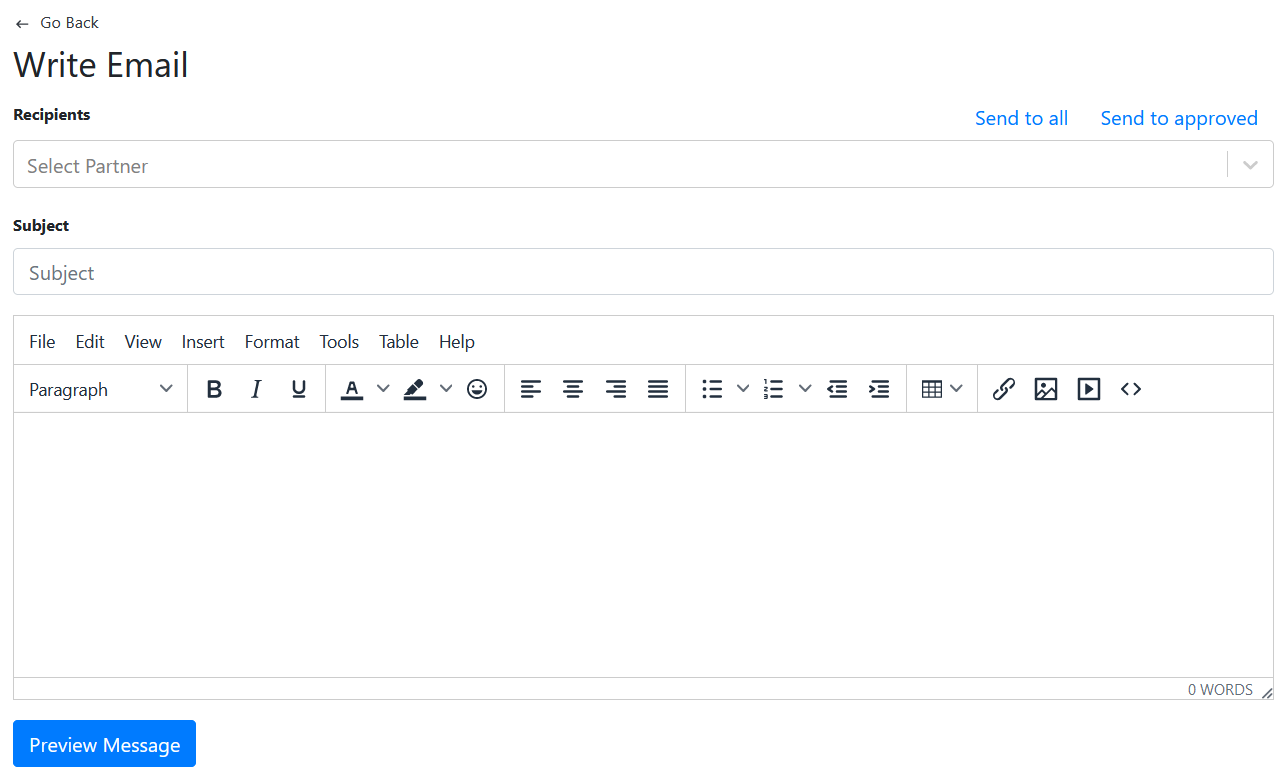 Go Back
Write Email
Recipients
Send to all Send to approved
Select Partner
Subject
Subject
File Edit View Insert Format Tools Table Help
Paragraph B I U A
0 WORDS
Preview Message